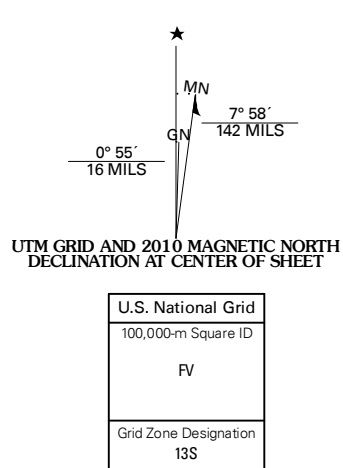 ★
MN
7° 58´
142 MILS
GN
0° 55´
16 MILS
UTM GRID AND 2010 MAGNETIC NORTH
DECLINATION AT CENTER OF SHEET
U.S. National Grid
100,000-m Square ID
FV
Grid Zone Designation
13S